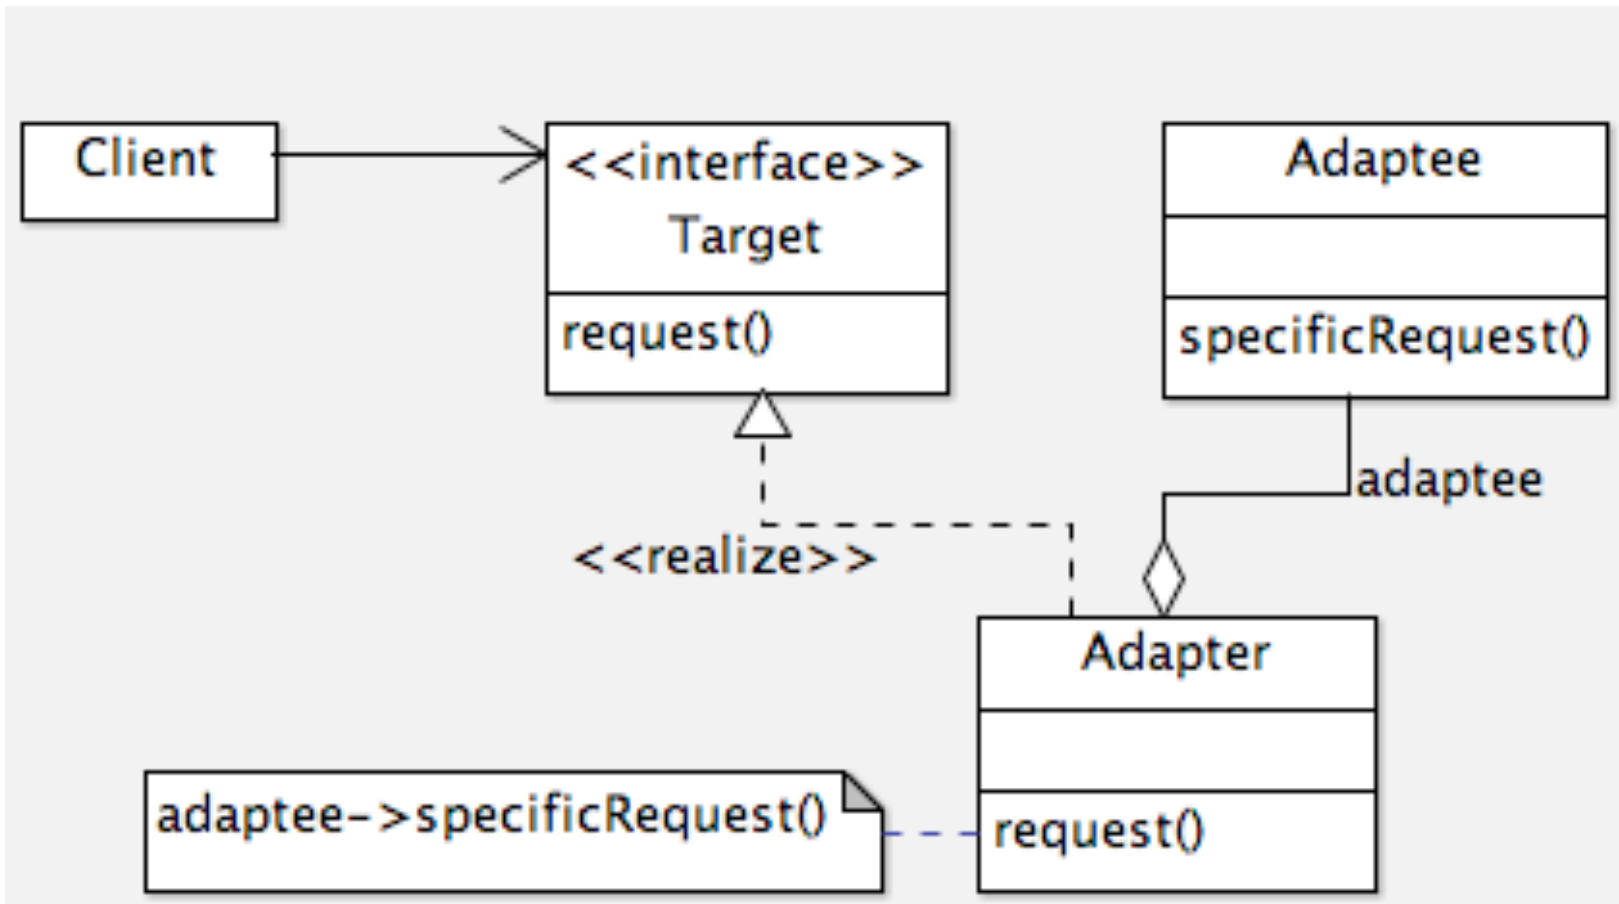 Client
<<interface>>
Target
request()
Adaptee
specificRequest()
adaptee
<<realize>>
Adapter
request()
adaptee->specificRequest()